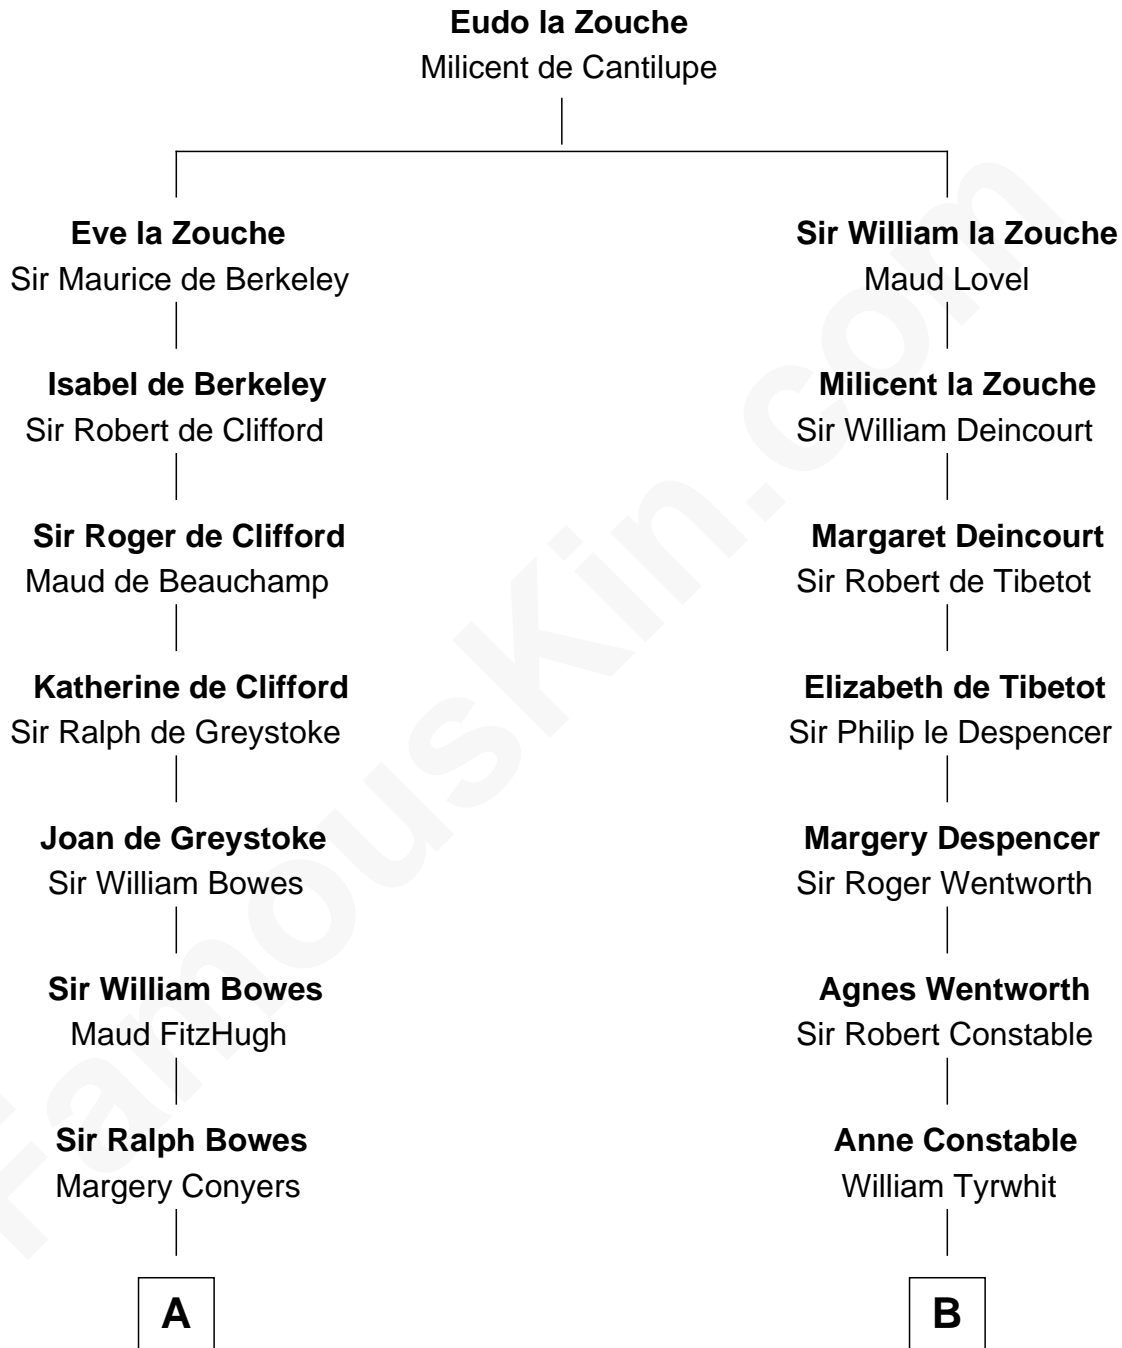 Eudo la Zouche
Milicent de Cantilupe
Eve la Zouche
Sir Maurice de Berkeley
Sir William la Zouche
Maud Lovel
Isabel de Berkeley
Sir Robert de Clifford
Milicent la Zouche
Sir William Deincourt
Sir Roger de Clifford
Maud de Beauchamp
Margaret Deincourt
Sir Robert de Tibetot
Katherine de Clifford
Sir Ralph de Greystoke
Elizabeth de Tibetot
Sir Philip le Despencer
Joan de Greystoke
Sir William Bowes
Margery Despencer
Sir Roger Wentworth
Sir William Bowes
Maud FitzHugh
Agnes Wentworth
Sir Robert Constable
Sir Ralph Bowes
Margery Conyers
Anne Constable
William Tyrwhit
A
B
FamousKin.com